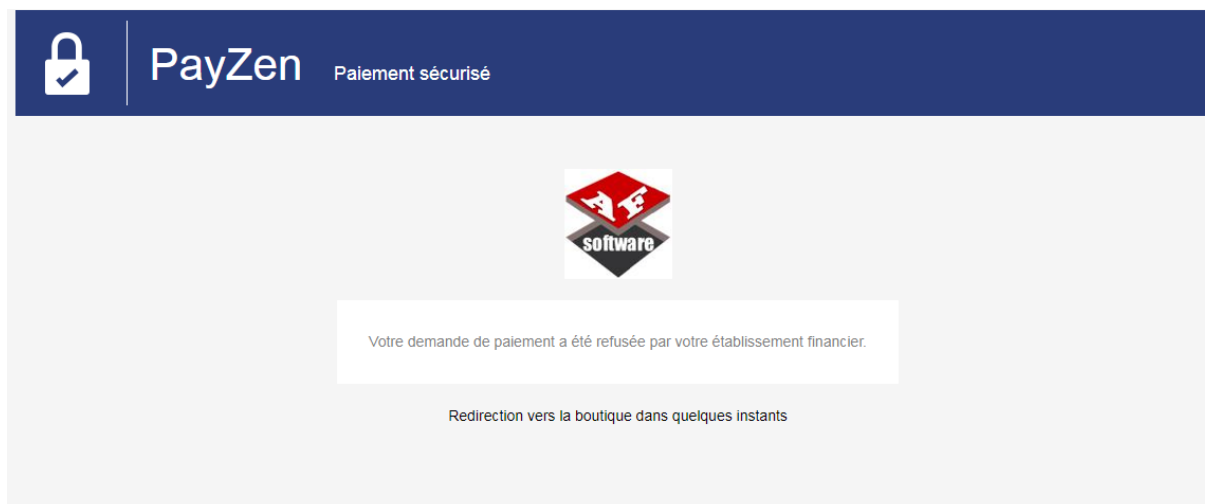 PayZen Paiement sécurisé
AE
software
Votre demande de paiement a été refusée par votre établissement financier.
Redirection vers la boutique dans quelques instants